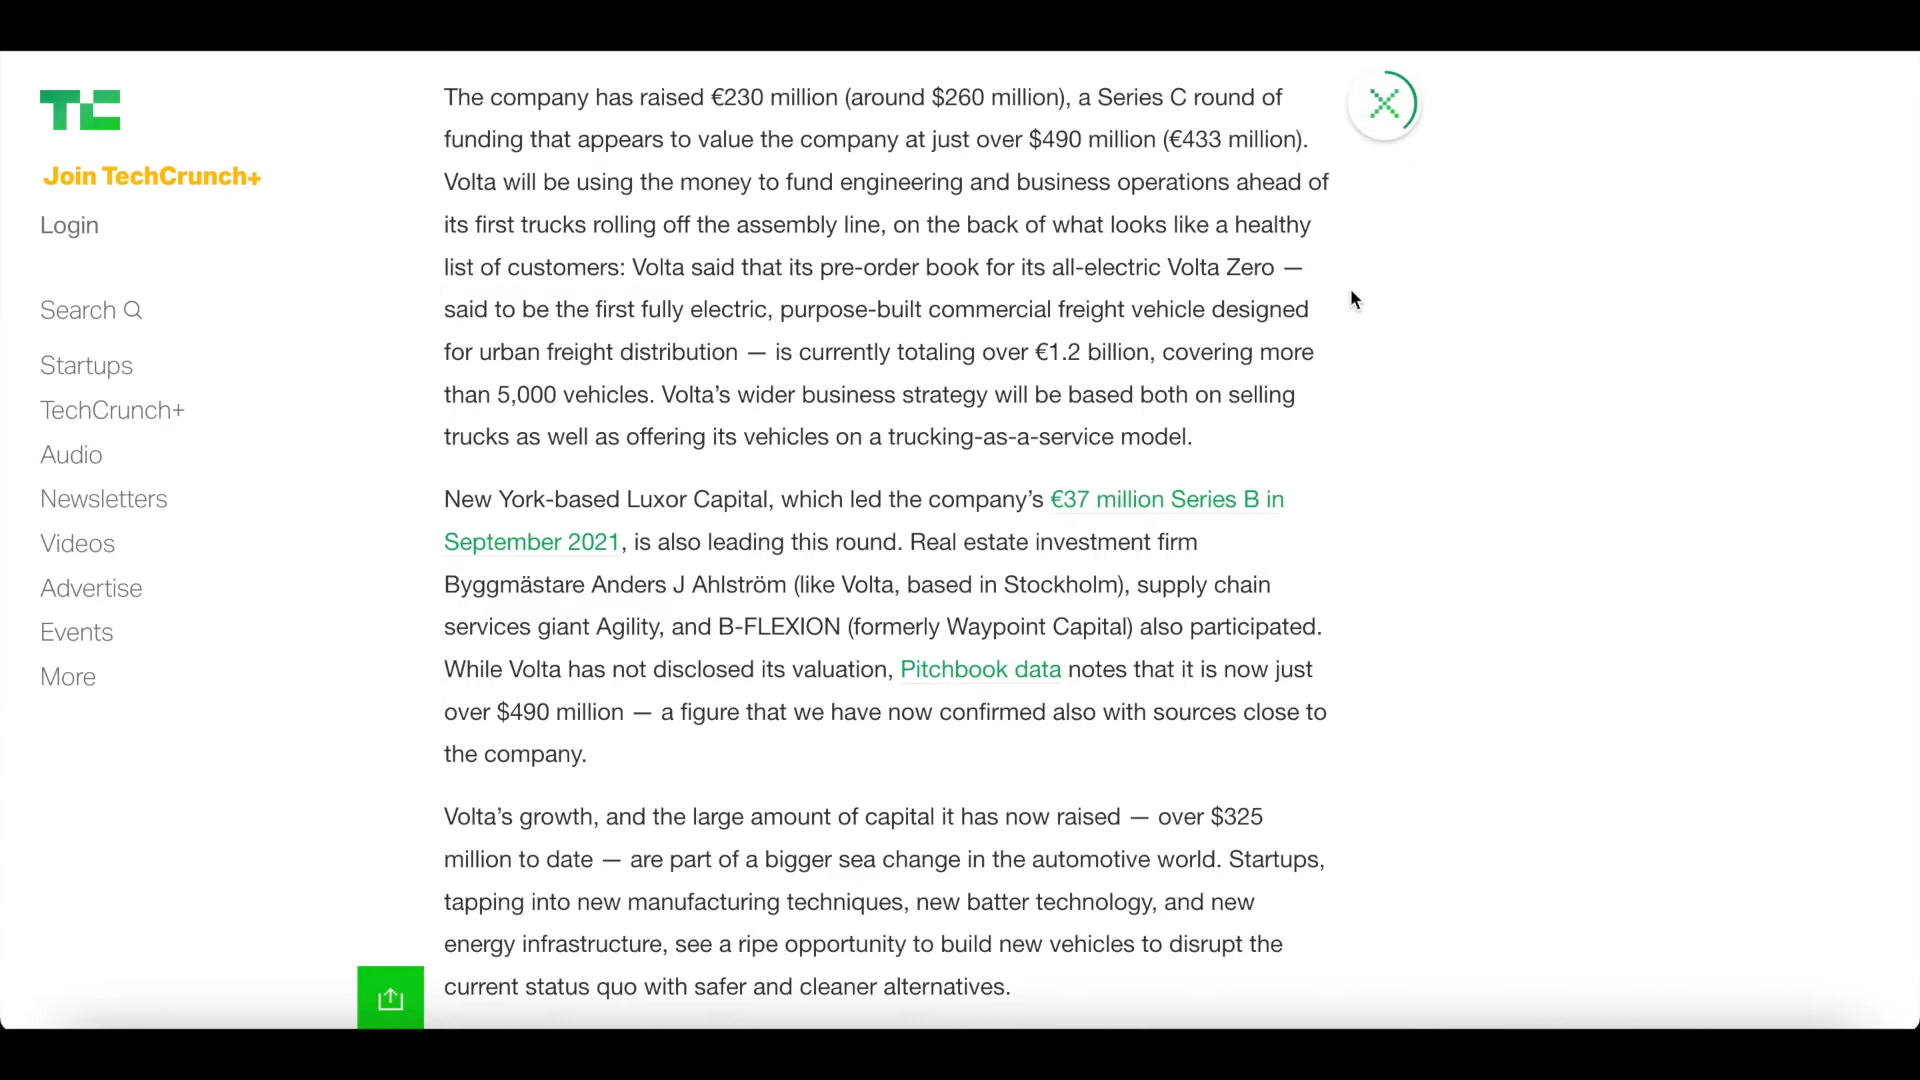 TC
Join TechCrunch+
Login
Search
Startups
TechCrunch+
Audio
Newsletters
Videos
Advertise
Events
More
The company has raised €230 million (around $260 million), a Series C round of
funding that appears to value the company at just over $490 million (€433 million).
Volta will be using the money to fund engineering and business operations ahead of
its first trucks rolling off the assembly line, on the back of what looks like a healthy
list of customers: Volta said that its pre-order book for its all-electric Volta Zero —
said to be the first fully electric, purpose-built commercial freight vehicle designed
for urban freight distribution — is currently totaling over €1.2 billion, covering more
than 5,000 vehicles. Volta’s wider business strategy will be based both on selling
trucks as well as offering its vehicles on a trucking-as-a-service model.
New York-based Luxor Capital, which led the company’s €37 million Series B in
September 2021, is also leading this round. Real estate investment firm
Byggmästare Anders J Ahlström (like Volta, based in Stockholm), supply chain
services giant Agility, and B-FLEXION (formerly Waypoint Capital) also participated.
While Volta has not disclosed its valuation, Pitchbook data notes that it is now just
over $490 million — a figure that we have now confirmed also with sources close to
the company.
Volta’s growth, and the large amount of capital it has now raised — over $325
million to date — are part of a bigger sea change in the automotive world. Startups,
tapping into new manufacturing techniques, new batter technology, and new
energy infrastructure, see a ripe opportunity to build new vehicles to disrupt the
current status quo with safer and cleaner alternatives.